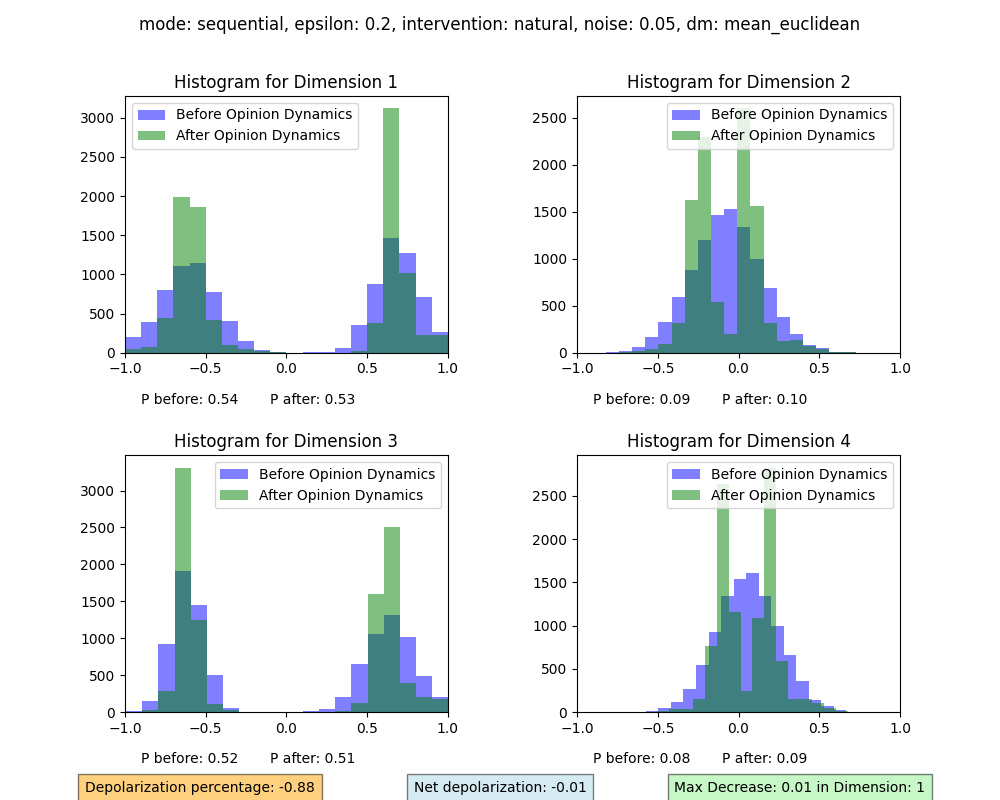 mode: sequential, epsilon: 0.2, intervention: natural, noise: 0.05, dm: mean_euclidean
Histogram for Dimension 1
Before Opinion Dynamics
After Opinion Dynamics
3000
2500
2000
1500
1000
500
0
−1.0 −0.5 0.0 0.5 1.0
P before: 0.54 P after: 0.53
Histogram for Dimension 2
Before Opinion Dynamics
After Opinion Dynamics
2500
2000
1500
1000
500
0
−1.0 −0.5 0.0 0.5 1.0
P before: 0.09 P after: 0.10
Histogram for Dimension 3
Before Opinion Dynamics
After Opinion Dynamics
3000
2500
2000
1500
1000
500
0
−1.0 −0.5 0.0 0.5 1.0
P before: 0.52 P after: 0.51
Histogram for Dimension 4
Before Opinion Dynamics
After Opinion Dynamics
2500
2000
1500
1000
500
0
−1.0 −0.5 0.0 0.5 1.0
P before: 0.08 P after: 0.09
Depolarization percentage: -0.88
Net depolarization: -0.01
Max Decrease: 0.01 in Dimension: 1